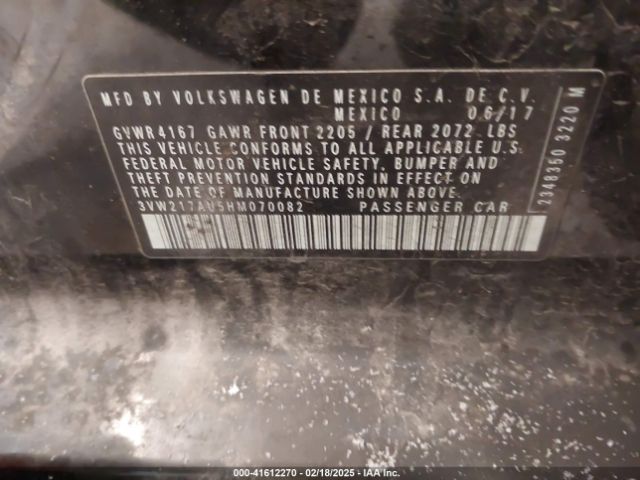 MFD BY VOLKSWAGEN DE MEXICO S.A. DE C.V.
MEXICO 06/17
GVWR4167 GAWR FRONT 2205 / REAR 2072 LBS
THIS VEHICLE CONFORMS TO ALL APPLICABLE U.S.
FEDERAL MOTOR VEHICLE SAFETY, BUMPER AND
THEFT PREVENTION STANDARDS IN EFFECT ON
THE DATE OF MANUFACTURE SHOWN ABOVE.
3VW217AU5HM070082 PASSENGER CAR
2348350 3220 M
000-41612270 - 02/18/2025 - IAA Inc.